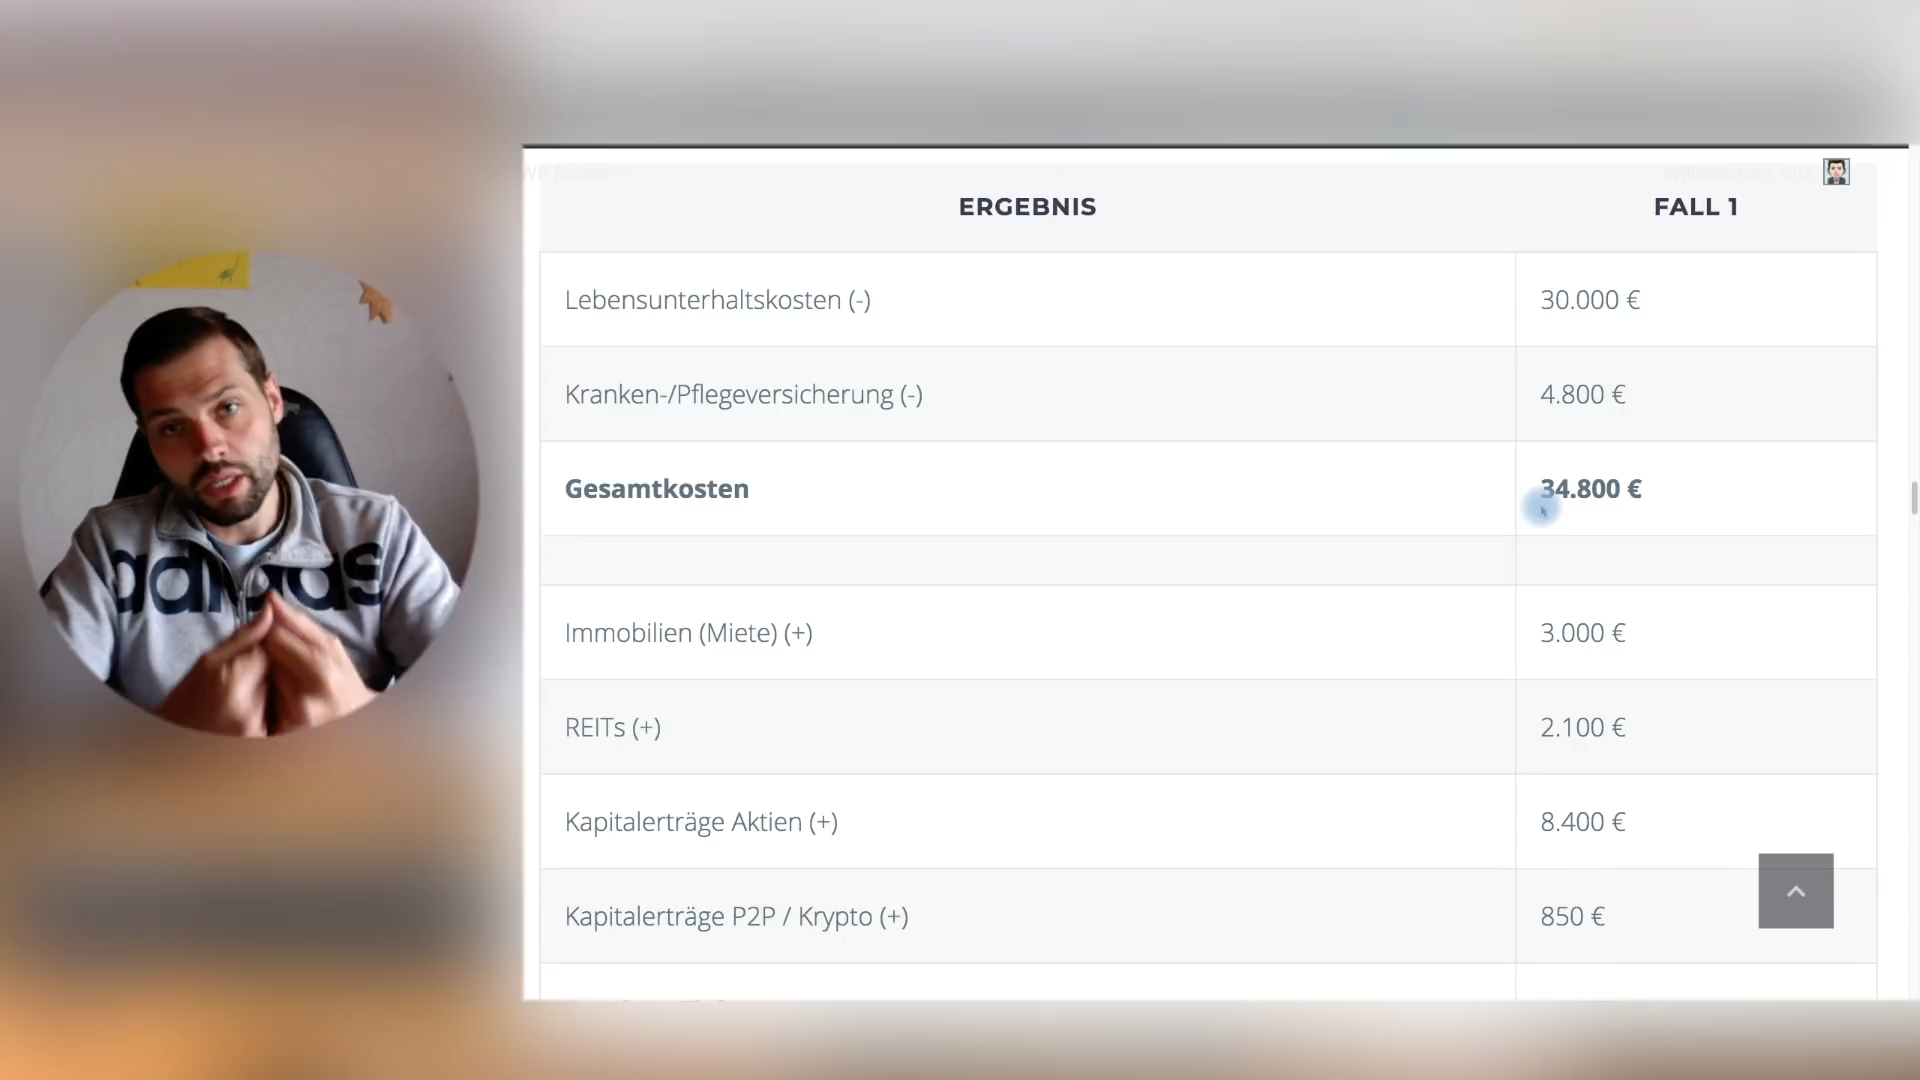 ERGEBNIS
FALL 1
Lebensunterhaltskosten (-)
30.000 €
Kranken-/Pflegeversicherung (-)
4.800 €
Gesamtkosten
34.800 €
Immobilien (Miete) (+)
3.000 €
REITs (+)
2.100 €
Kapitalerträge Aktien (+)
8.400 €
Kapitalerträge P2P / Krypto (+)
850 €
adidas